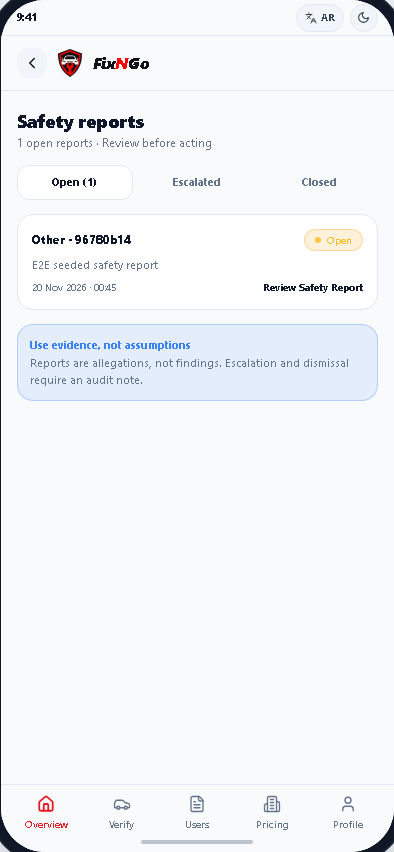 9:41
AR
FixNGo
Safety reports
1 open reports · Review before acting
Open (1)
Escalated
Closed
Other - 96780b14
Open
E2E seeded safety report
20 Nov 2026 · 00:45
Review Safety Report
Use evidence, not assumptions
Reports are allegations, not findings. Escalation and dismissal
require an audit note.
Overview
Verify
Users
Pricing
Profile